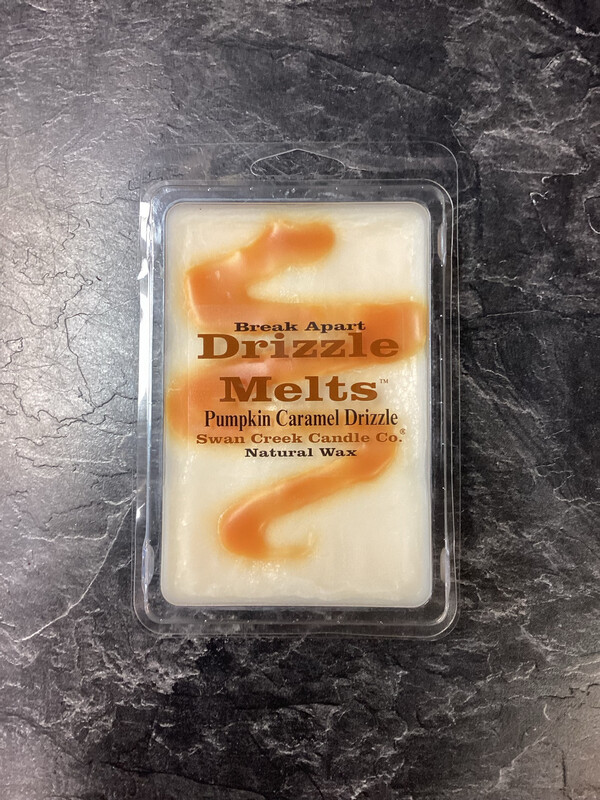 Break Apart
Drizzle
Melts™
Pumpkin Caramel Drizzle
Swan Creek Candle Co.®
Natural Wax